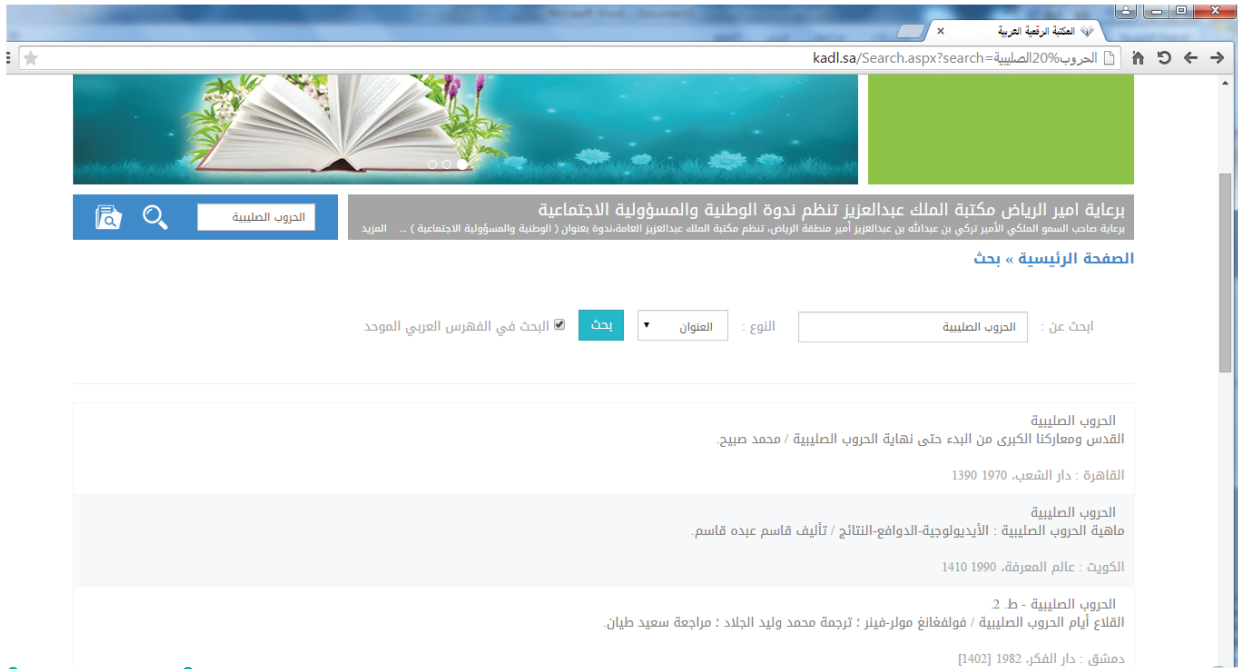 المكتبة الرقمية العربية
kadl.sa/Search.aspx?search=الحروب%20الصليبية
برعاية امير الرياض مكتبة الملك عبدالعزيز تنظم ندوة الوطنية والمسؤولية الاجتماعية
برعاية صاحب السمو الملكي الأمير تركي بن عبدالله بن عبدالعزيز أمير منطقة الرياض، تنظم مكتبة الملك عبدالعزيز العامة،ندوة بعنوان ( الوطنية والمسؤولية الاجتماعية ) ... المزيد
الحروب الصليبية
الصفحة الرئيسية » بحث
ابحث عن : الحروب الصليبية النوع : العنوان بحث البحث في الفهرس العربي الموحد
الحروب الصليبية
القدس ومعاركنا الكبرى من البدء حتى نهاية الحروب الصليبية / محمد صبيح.
القاهرة : دار الشعب، 1970 1390
الحروب الصليبية
ماهية الحروب الصليبية : الأيديولوجية-الدوافع-النتائج / تأليف قاسم عبده قاسم.
الكويت : عالم المعرفة، 1990 1410
الحروب الصليبية - ط. 2.
القلاع أيام الحروب الصليبية / فولفغانغ مولر-فينر ؛ ترجمة محمد وليد الجلاد ؛ مراجعة سعيد طيان.
دمشق : دار الفكر، 1982 [1402]